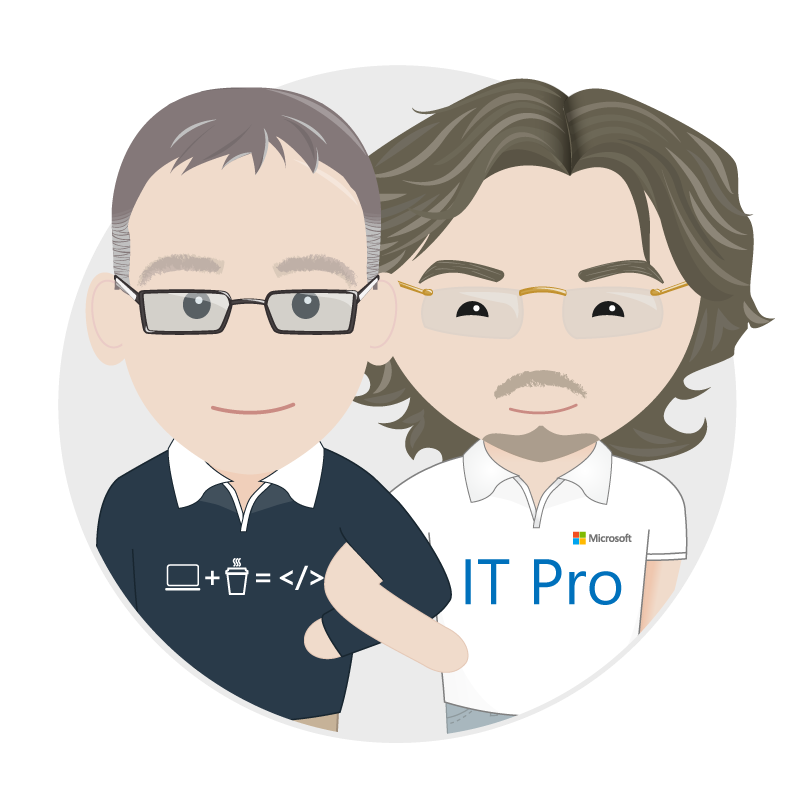 + = </>
Microsoft
IT Pro